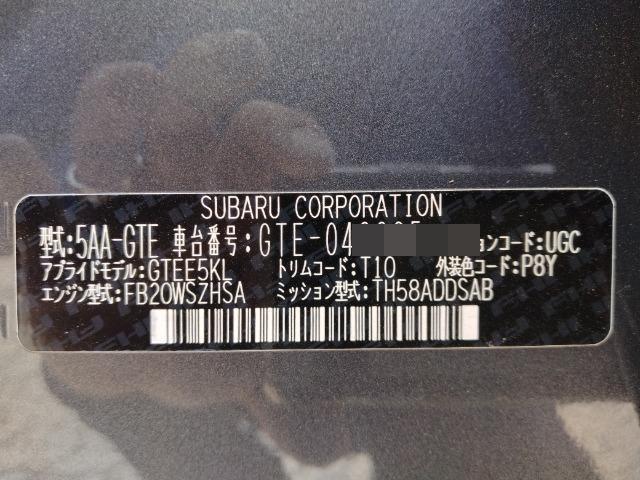 SUBARU CORPORATION
型式:5AA-GTE 車台番号:GTE-04 ョンコード:UGC
アプライドモデル:GTEE5KL トリムコード:T10 外装色コード:P8Y
エンジン型式:FB20WSZHSA ミッション型式:TH58ADDSAB